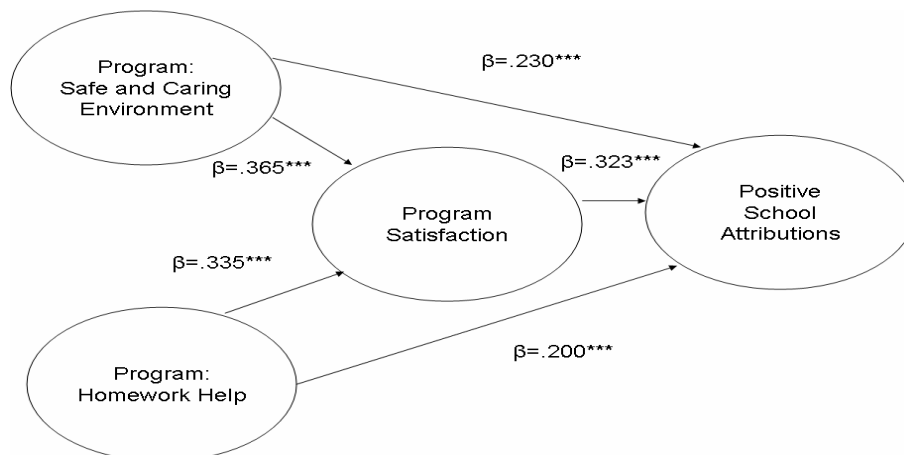 Program:
Safe and Caring
Environment
β=.230***
β=.365***
β=.323***
Program
Satisfaction
Positive
School
Attributions
β=.335***
β=.200***
Program:
Homework Help